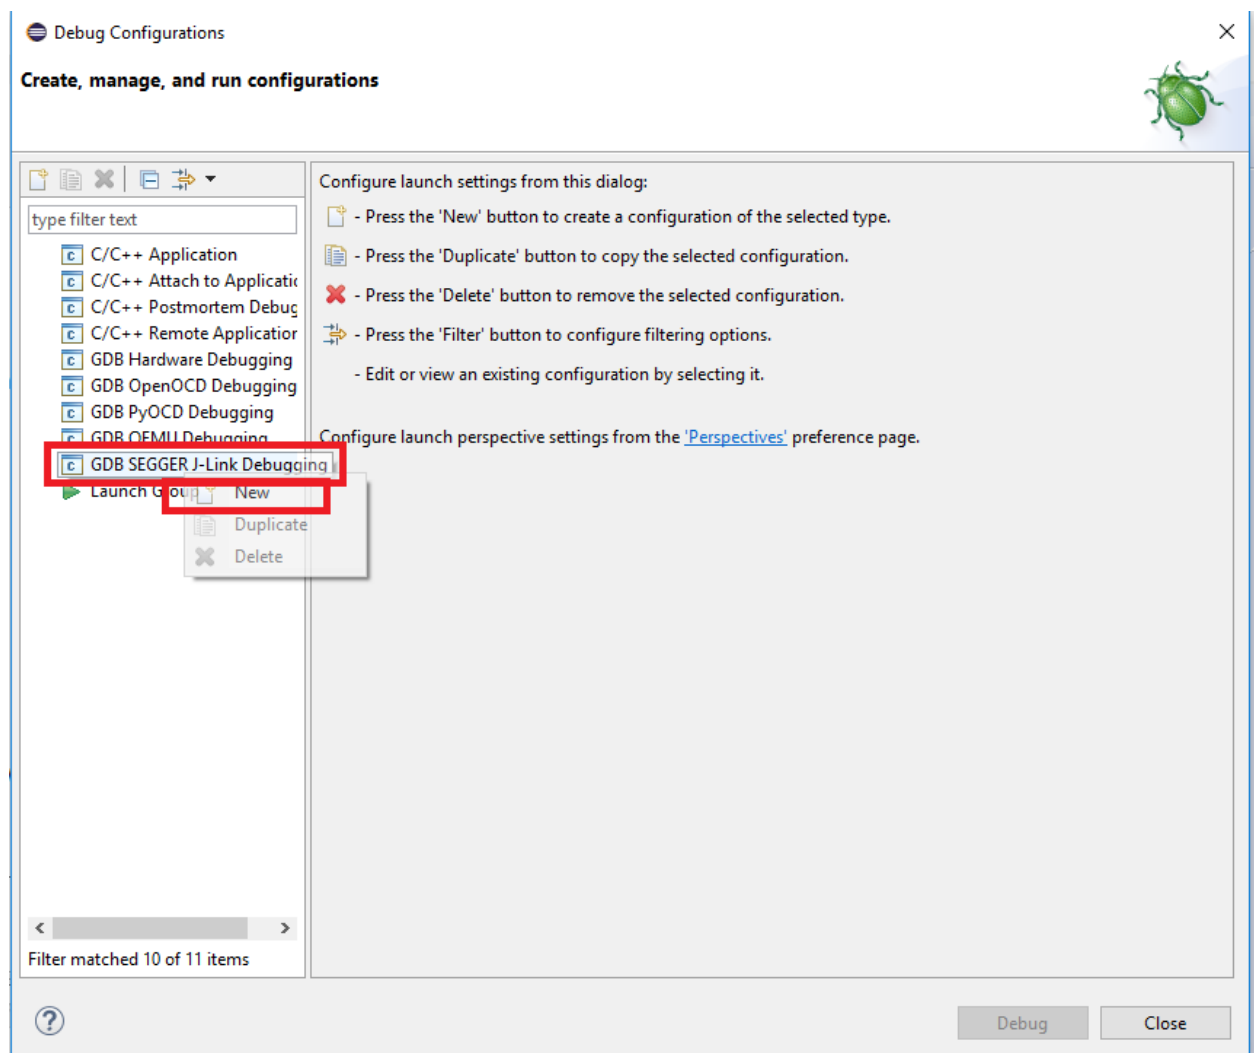 Debug Configurations
Create, manage, and run configurations
type filter text
C/C++ Application
C/C++ Attach to Applicatic
C/C++ Postmortem Debug
C/C++ Remote Application
GDB Hardware Debugging
GDB OpenOCD Debugging
GDB PyOCD Debugging
GDB QEMU Debugging
GDB SEGGER J-Link Debugging
Launch Group
New
Duplicate
Delete
Filter matched 10 of 11 items
Configure launch settings from this dialog:
- Press the 'New' button to create a configuration of the selected type.
- Press the 'Duplicate' button to copy the selected configuration.
- Press the 'Delete' button to remove the selected configuration.
- Press the 'Filter' button to configure filtering options.
- Edit or view an existing configuration by selecting it.
Configure launch perspective settings from the 'Perspectives' preference page.
Debug
Close